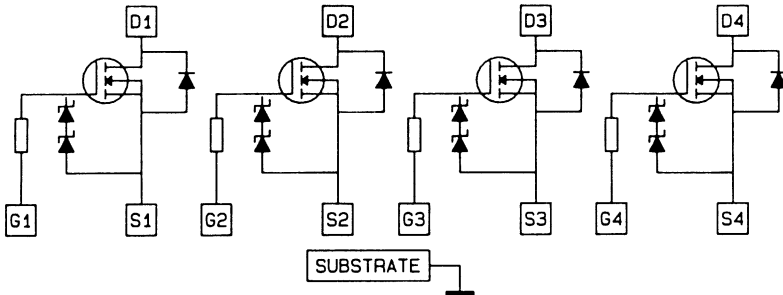 D1 D2 D3 D4
G1 S1 G2 S2 G3 S3 G4 S4
SUBSTRATE